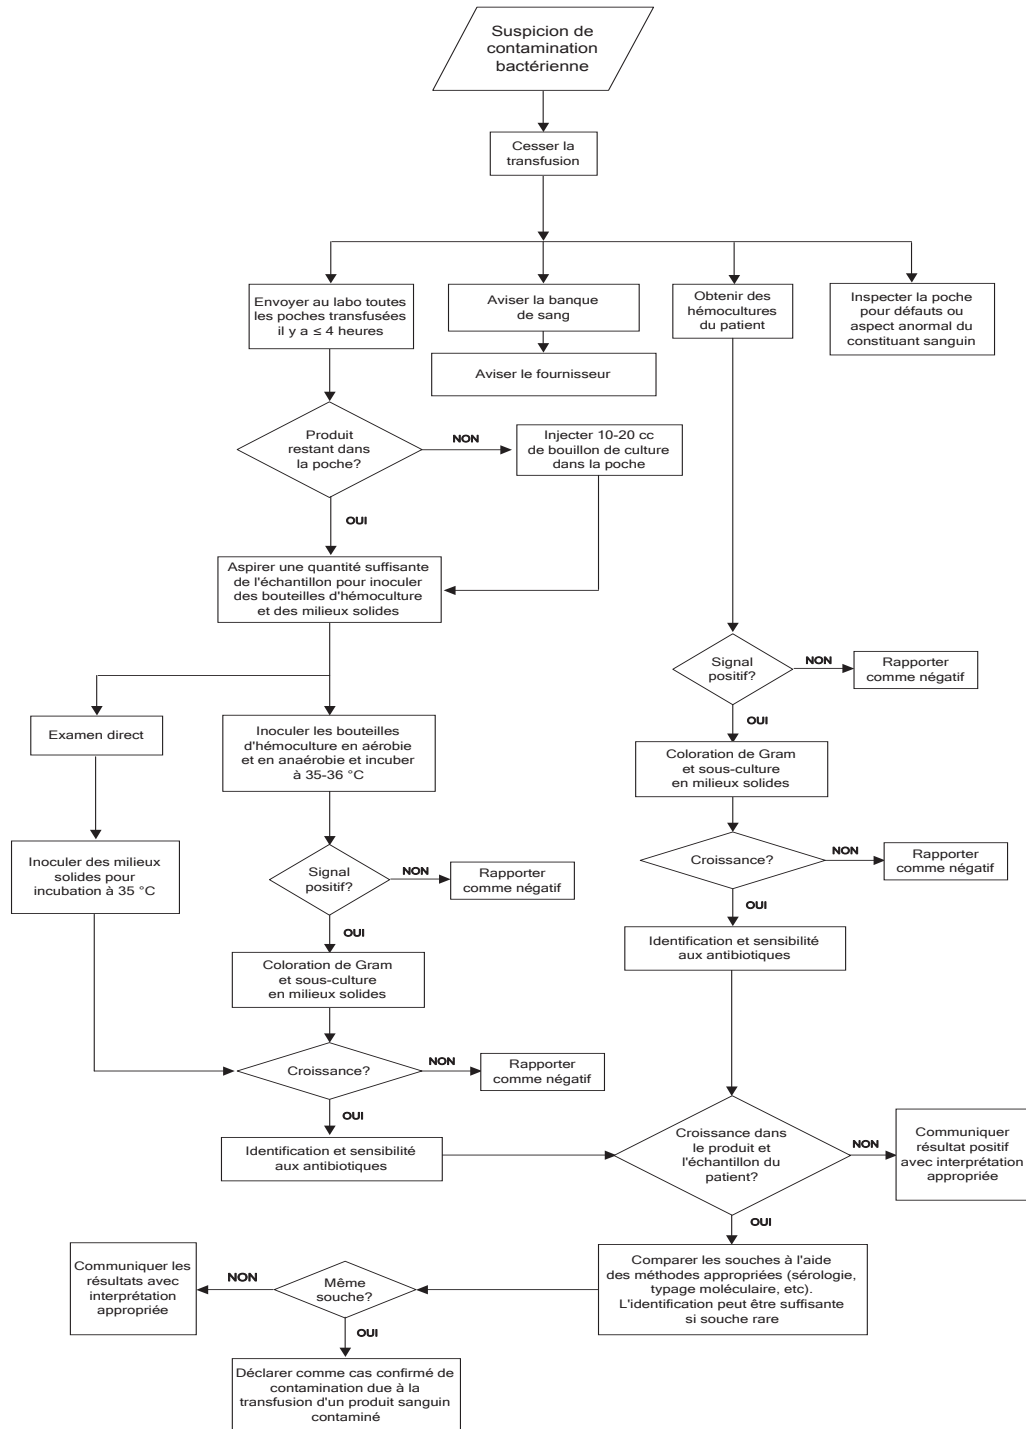 Suspicion de
contamination
bactérienne
Cesser la
transfusion
Envoyer au labo toutes
les poches transfusées
il y a ≤ 4 heures
Aviser la banque
de sang
Obtenir des
hémocultures
du patient
Inspecter la poche
pour défauts ou
aspect anormal du
constituant sanguin
Aviser le fournisseur
Produit
restant dans
la poche?
NON
Injecter 10-20 cc
de bouillon de culture
dans la poche
OUI
Aspirer une quantité suffisante
de l'échantillon pour inoculer
des bouteilles d'hémoculture
et des milieux solides
Signal
positif?
NON
Rapporter
comme négatif
OUI
Examen direct
Inoculer les bouteilles
d'hémoculture en aérobie
et en anaérobie et incuber
à 35-36 °C
Coloration de Gram
et sous-culture
en milieux solides
Inoculer des milieux
solides pour
incubation à 35 °C
Signal
positif?
NON
Rapporter
comme négatif
OUI
Croissance?
NON
Rapporter
comme négatif
OUI
Coloration de Gram
et sous-culture
en milieux solides
Identification et sensibilité
aux antibiotiques
Croissance?
NON
Rapporter
comme négatif
OUI
Identification et sensibilité
aux antibiotiques
Croissance dans
le produit et
l'échantillon du
patient?
NON
Communiquer
résultat positif
avec interprétation
appropriée
OUI
Comparer les souches à l'aide
des méthodes appropriées (sérologie,
typage moléculaire, etc).
L'identification peut être suffisante
si souche rare
Même
souche?
NON
Communiquer les
résultats avec
interprétation
appropriée
OUI
Déclarer comme cas confirmé de
contamination due à la
transfusion d'un produit sanguin
contaminé